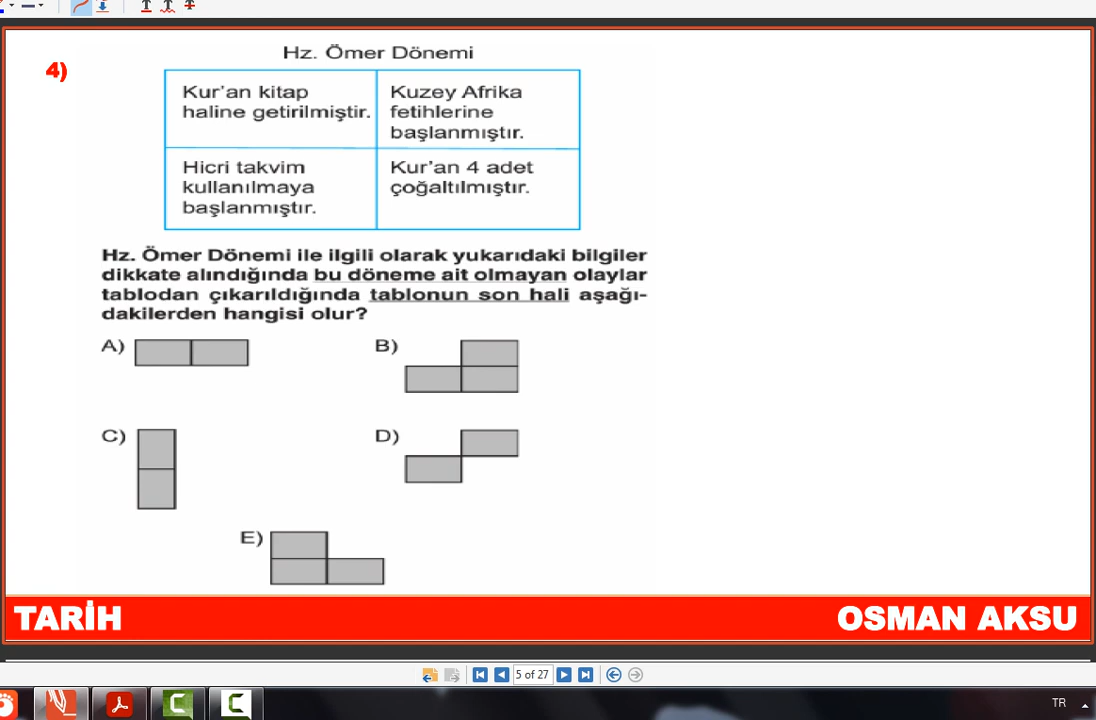 Hz. Ömer Dönemi
4)
Kur'an kitap
haline getirilmiştir.
Kuzey Afrika
fetihlerine
başlanmıştır.
Hicri takvim
kullanılmaya
başlanmıştır.
Kur'an 4 adet
çoğaltılmıştır.
Hz. Ömer Dönemi ile ilgili olarak yukarıdaki bilgiler
dikkate alındığında bu döneme ait olmayan olaylar
tablodan çıkarıldığında tablonun son hali aşağı-
dakilerden hangisi olur?
A)
B)
C)
D)
E)
TARİH
OSMAN AKSU
5 of 27
TR